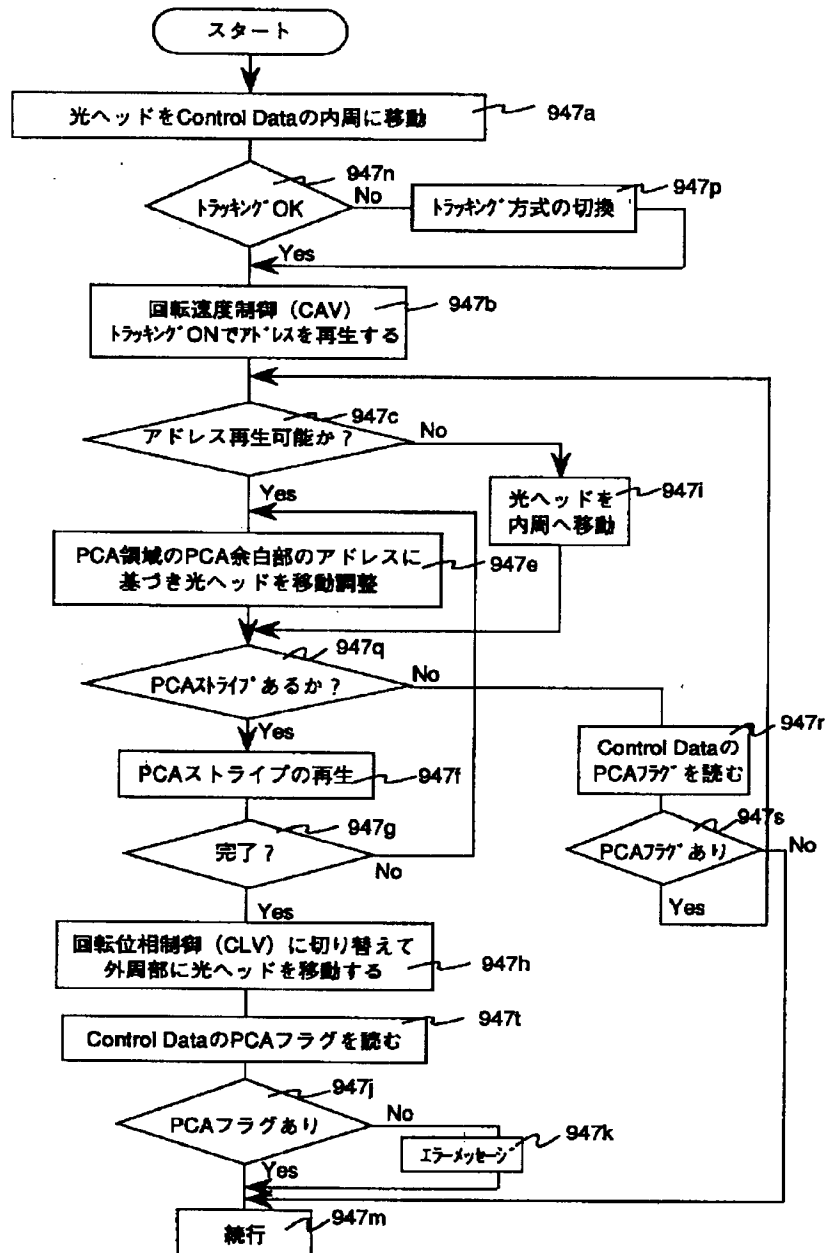 スタート
光ヘッドをControl Dataの内周に移動
947a
947n
トラッキングOK
No
947p
トラッキング方式の切換
Yes
回転速度制御（CAV）
トラッキングONでアドレスを再生する
947b
947c
アドレス再生可能か？
No
Yes
光ヘッドを
内周へ移動
947i
PCA領域のPCA余白部のアドレスに
基づき光ヘッドを移動調整
947e
947q
PCAストライプあるか？
No
Yes
947r
Control Dataの
PCAフラグを読む
PCAストライプの再生
947f
947s
PCAフラグあり
No
Yes
947g
完了？
No
Yes
回転位相制御（CLV）に切り替えて
外周部に光ヘッドを移動する
947h
947t
Control DataのPCAフラグを読む
947j
PCAフラグあり
No
エラーメッセージ
947k
Yes
続行
947m